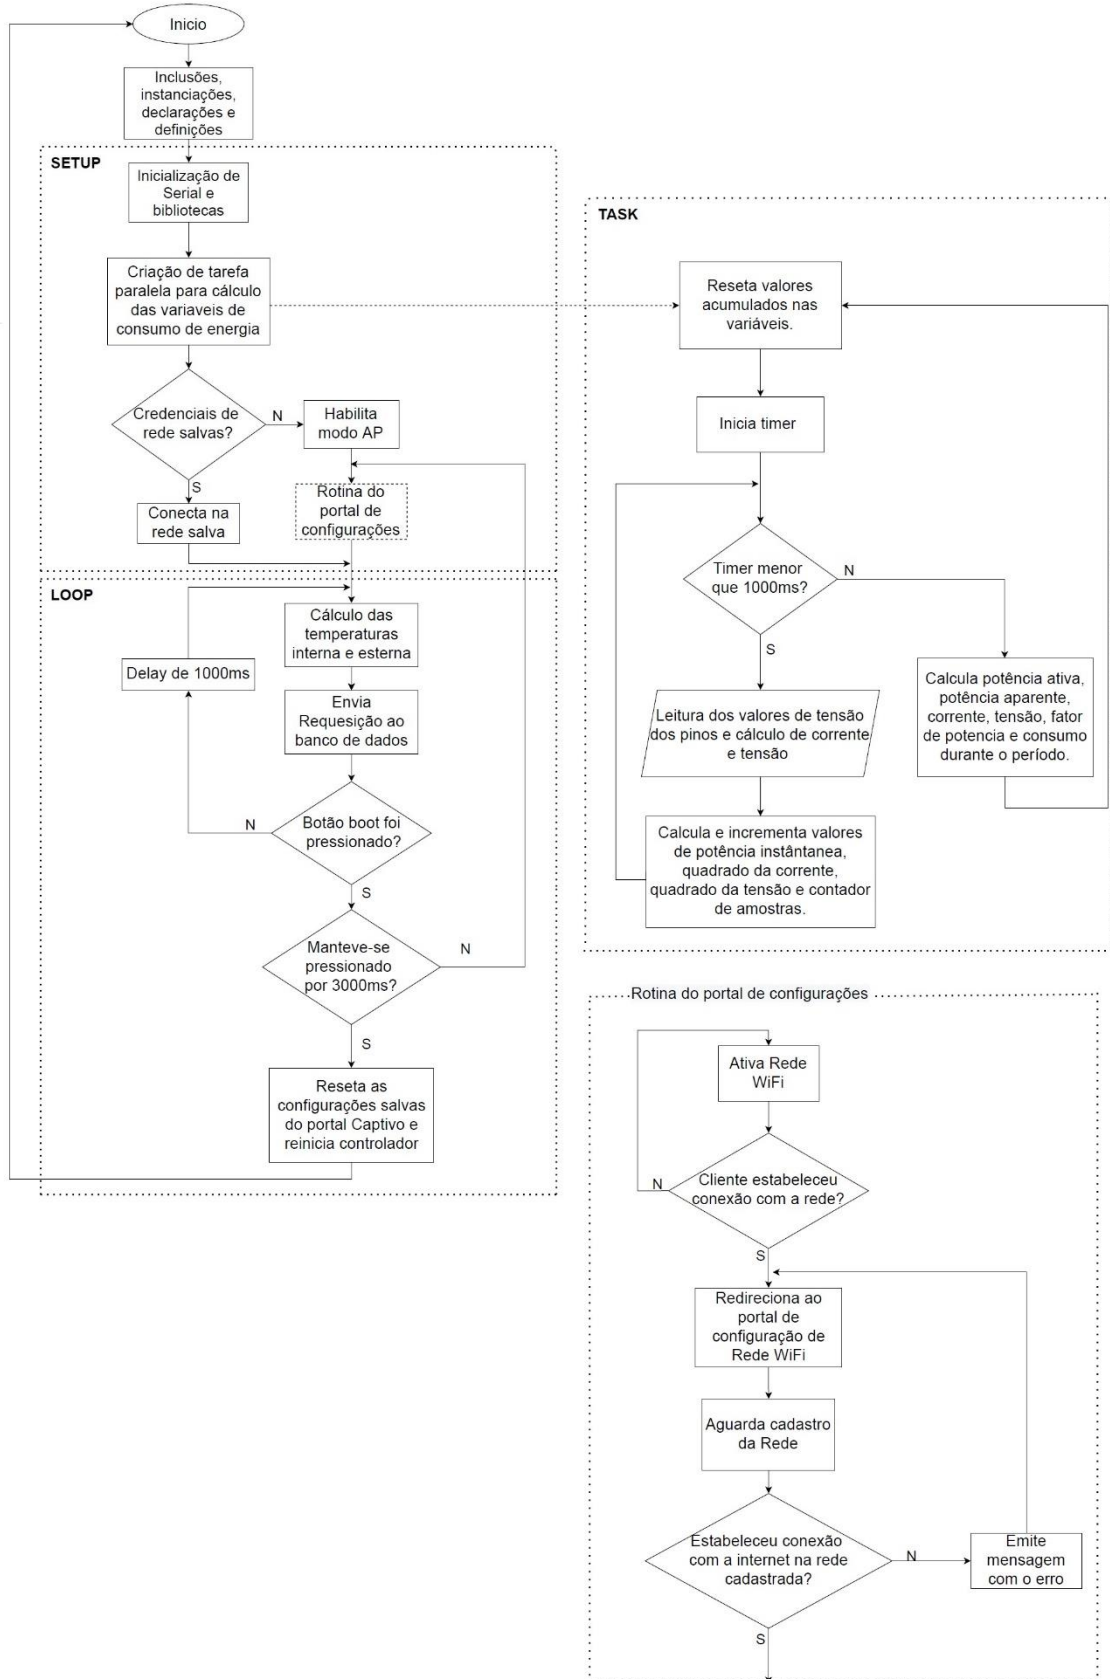 Inicio
Inclusões,
instanciações,
declarações e
definições
SETUP
Inicialização de
Serial e
bibliotecas
Criação de tarefa
paralela para cálculo
das variaveis de
consumo de energia
Credenciais de
rede salvas?
N
Habilita
modo AP
S
Conecta na
rede salva
Rotina do
portal de
configurações
LOOP
Cálculo das
temperaturas
interna e esterna
Delay de 1000ms
Envia
Requesição ao
banco de dados
Botão boot foi
pressionado?
N
S
Manteve-se
pressionado
por 3000ms?
N
S
Reseta as
configurações salvas
do portal Captivo e
reinicia controlador
TASK
Reseta valores
acumulados nas
variáveis.
Inicia timer
Timer menor
que 1000ms?
N
S
Leitura dos valores de tensão
dos pinos e cálculo de corrente
e tensão
Calcula potência ativa,
potência aparente,
corrente, tensão, fator
de potencia e consumo
durante o período.
Calcula e incrementa valores
de potência instântanea,
quadrado da corrente,
quadrado da tensão e contador
de amostras.
Rotina do portal de configurações
Ativa Rede
WiFi
Cliente estabeleceu
conexão com a rede?
N
S
Redireciona ao
portal de
configuração de
Rede WiFi
Aguarda cadastro
da Rede
Estabeleceu conexão
com a internet na rede
cadastrada?
N
Emite
mensagem
com o erro
S